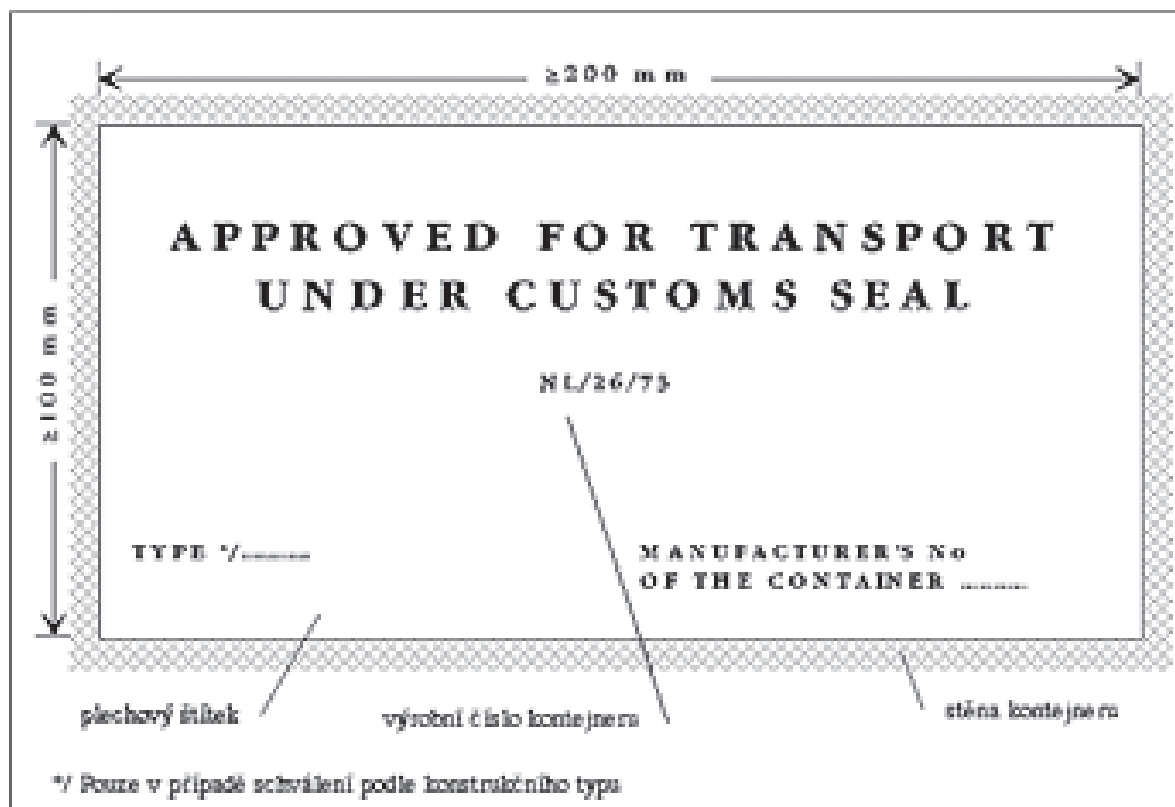 ≥200 mm
≥100 mm
APPROVED FOR TRANSPORT
UNDER CUSTOMS SEAL
NL/26/73
TYPE */..........
MANUFACTURER'S No
OF THE CONTAINER ..........
plechový štítek
výrobní číslo kontejneru
stěna kontejneru
*/ Pouze v případě schválení podle konstrukčního typu